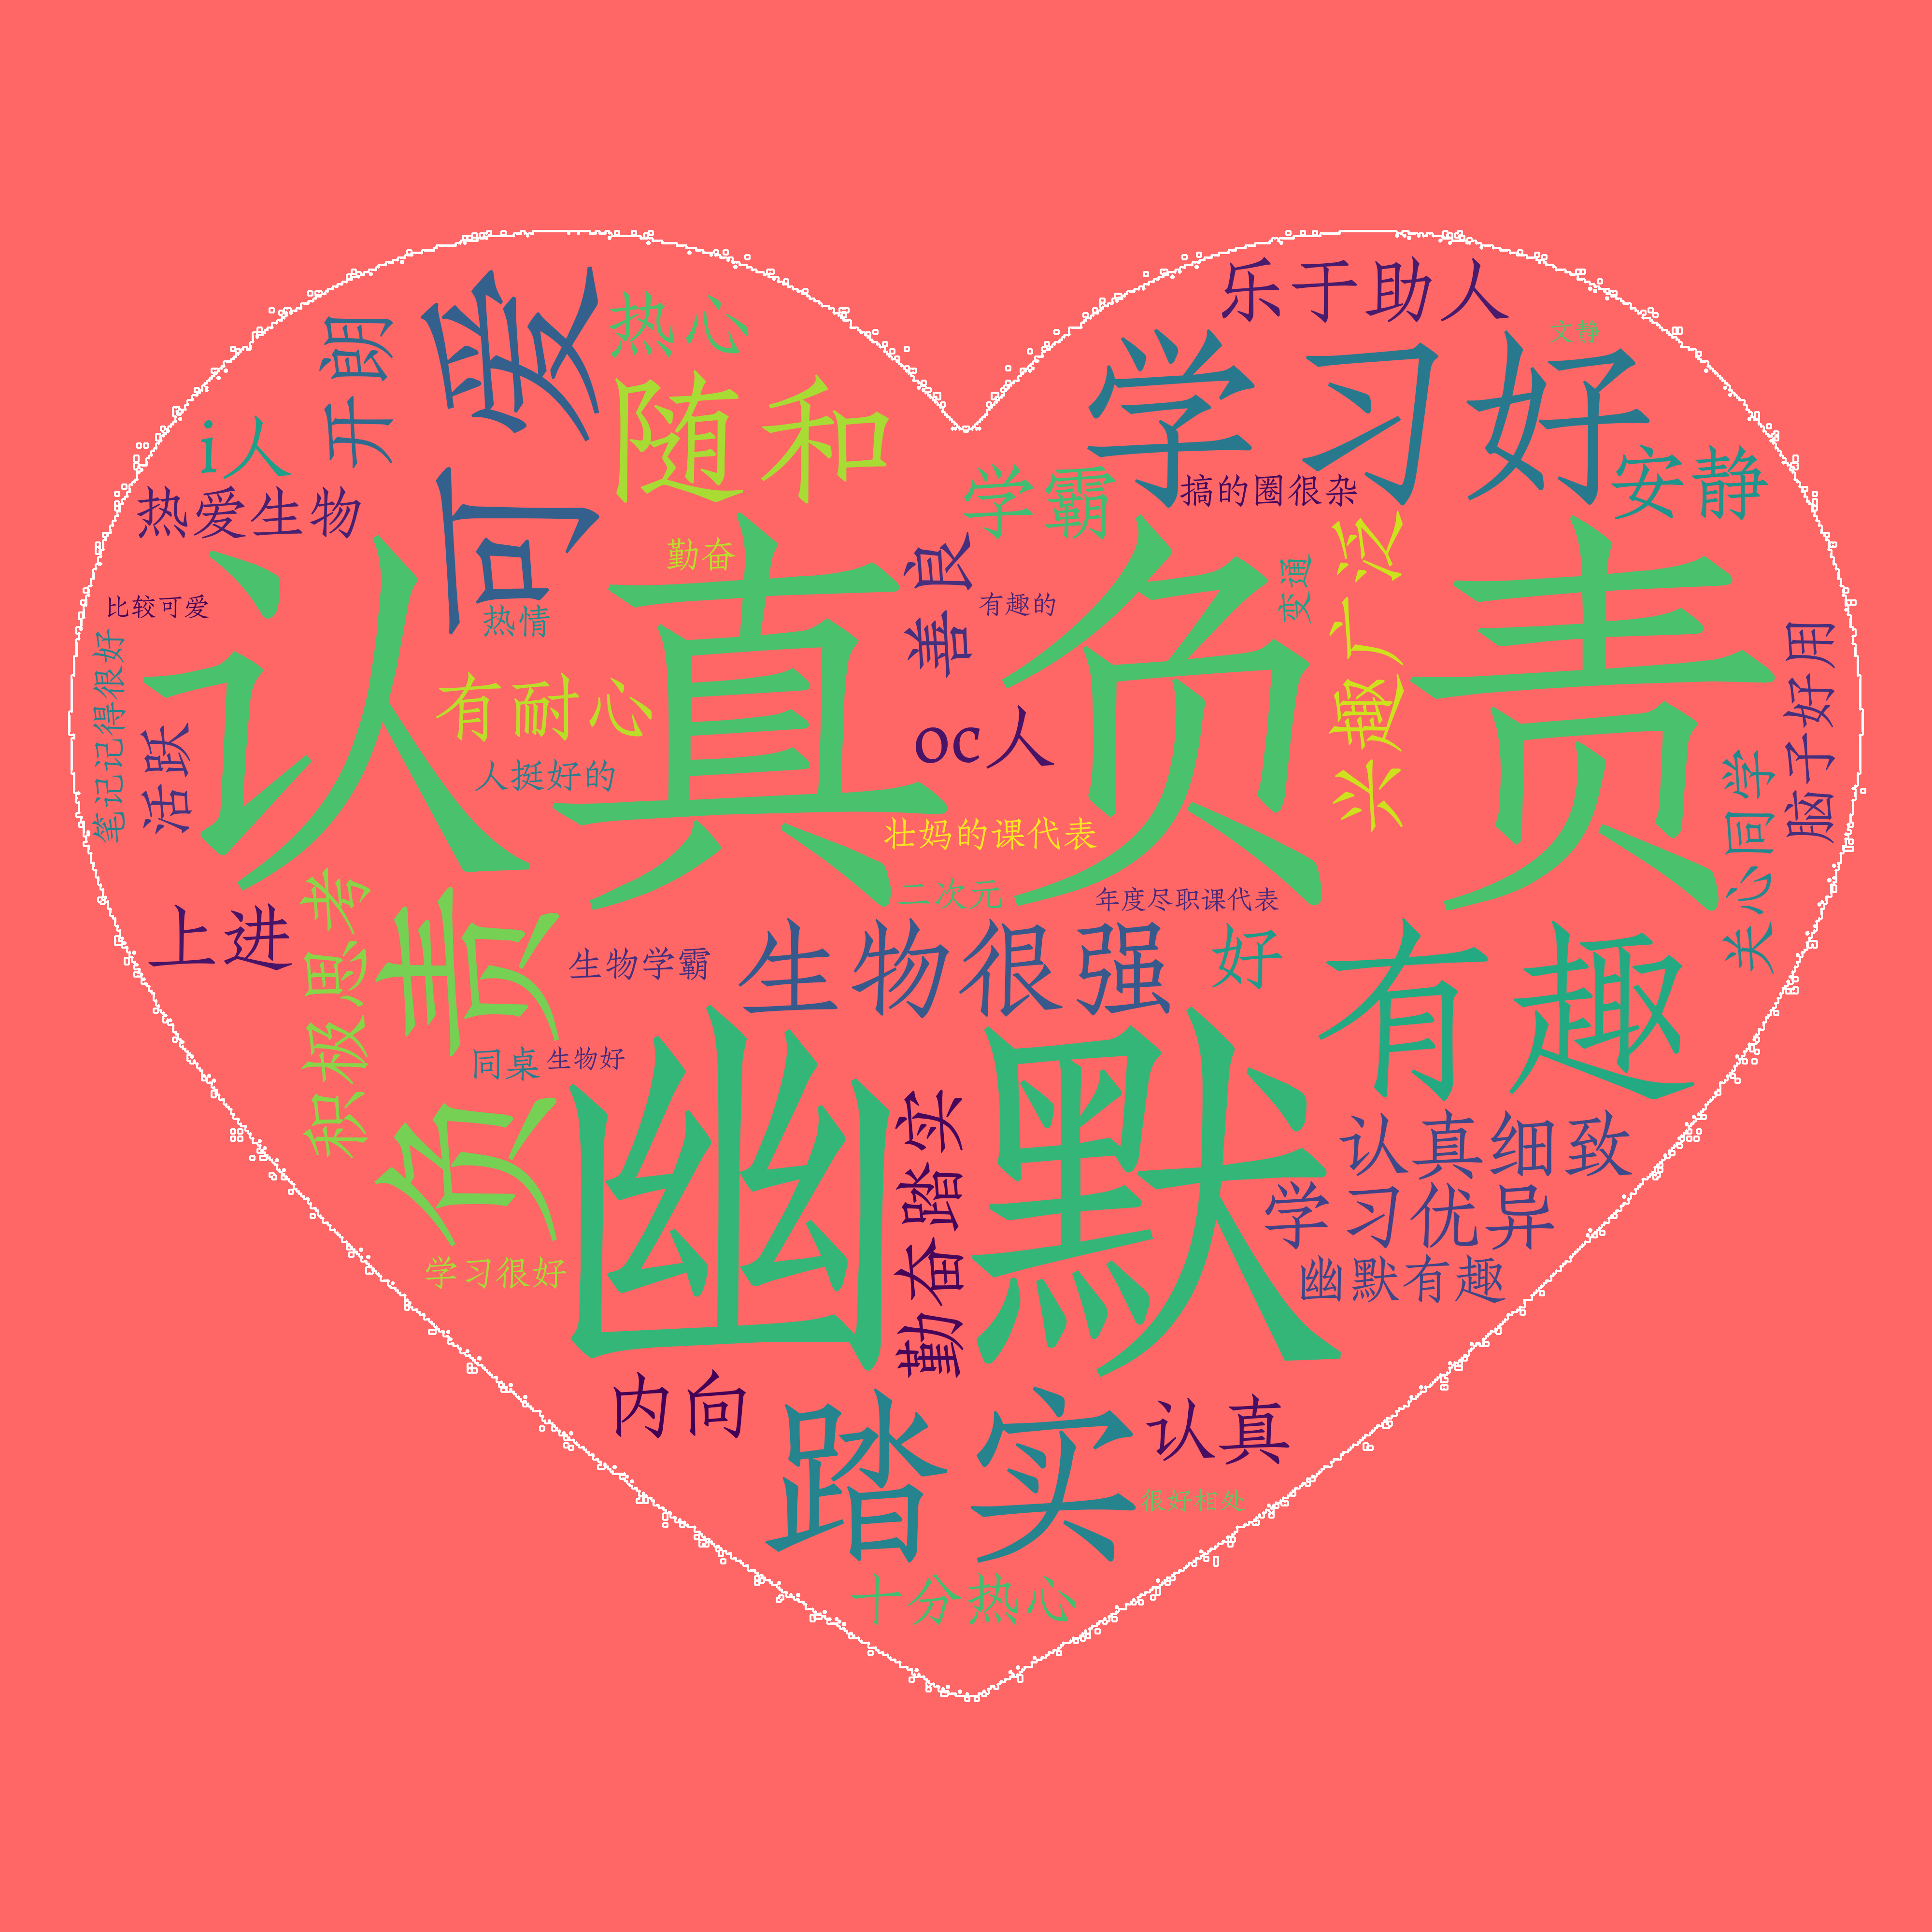 乐于助人
可爱
热心
开朗
文静
学习好
随和
i人
安静
学霸
搞的圈很杂
热爱生物
认真负责
勤奋
善良
兴趣广泛
变通
有趣的
比较可爱
热情
笔记记得很好
脑子好用
有耐心
oc人
活跃
人挺好的
关心同学
壮妈的课代表
积极思考
二次元
年度尽职课代表
上进
负责
生物很强
好
有趣
生物学霸
同桌
生物好
幽默
勤奋踏实
认真细致
学习优异
学习很好
幽默有趣
内向
踏实
认真
很好相处
十分热心